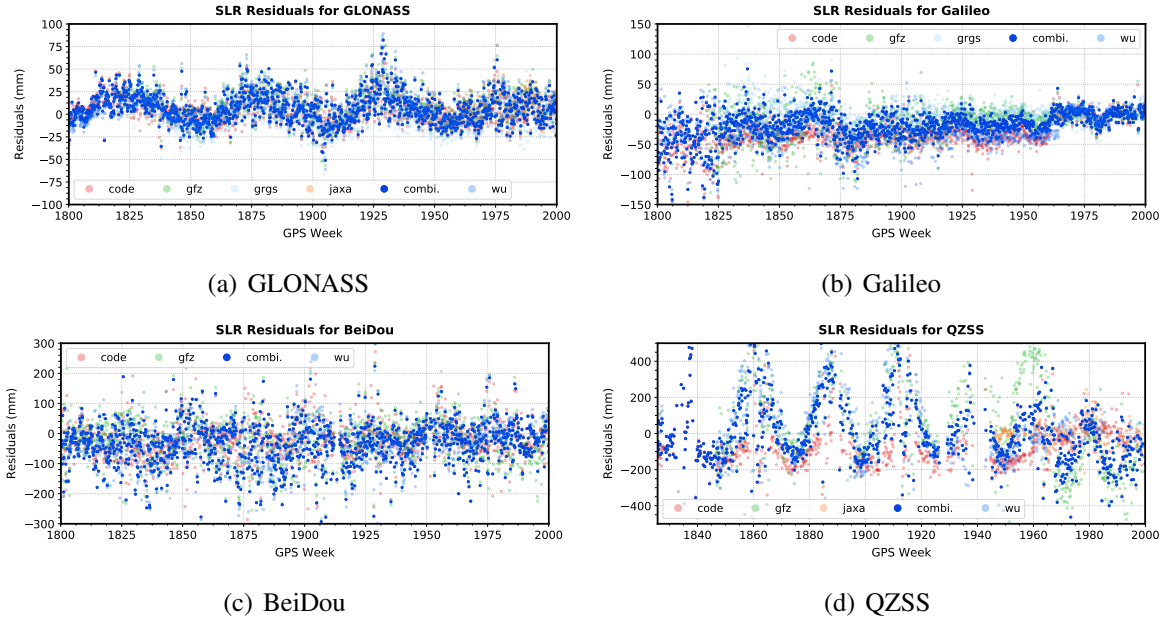 SLR Residuals for GLONASS
Residuals (mm)
100
75
50
25
0
−25
−50
−75
−100
code gfz grgs jaxa combi. wu
1800 1825 1850 1875 1900 1925 1950 1975 2000
GPS Week
(a) GLONASS
SLR Residuals for Galileo
Residuals (mm)
150
100
50
0
−50
−100
−150
code gfz grgs combi. wu
1800 1825 1850 1875 1900 1925 1950 1975 2000
GPS Week
(b) Galileo
SLR Residuals for BeiDou
Residuals (mm)
300
200
100
0
−100
−200
−300
code gfz combi. wu
1800 1825 1850 1875 1900 1925 1950 1975 2000
GPS Week
(c) BeiDou
SLR Residuals for QZSS
Residuals (mm)
400
200
0
−200
−400
code gfz jaxa combi. wu
1840 1860 1880 1900 1920 1940 1960 1980 2000
GPS Week
(d) QZSS